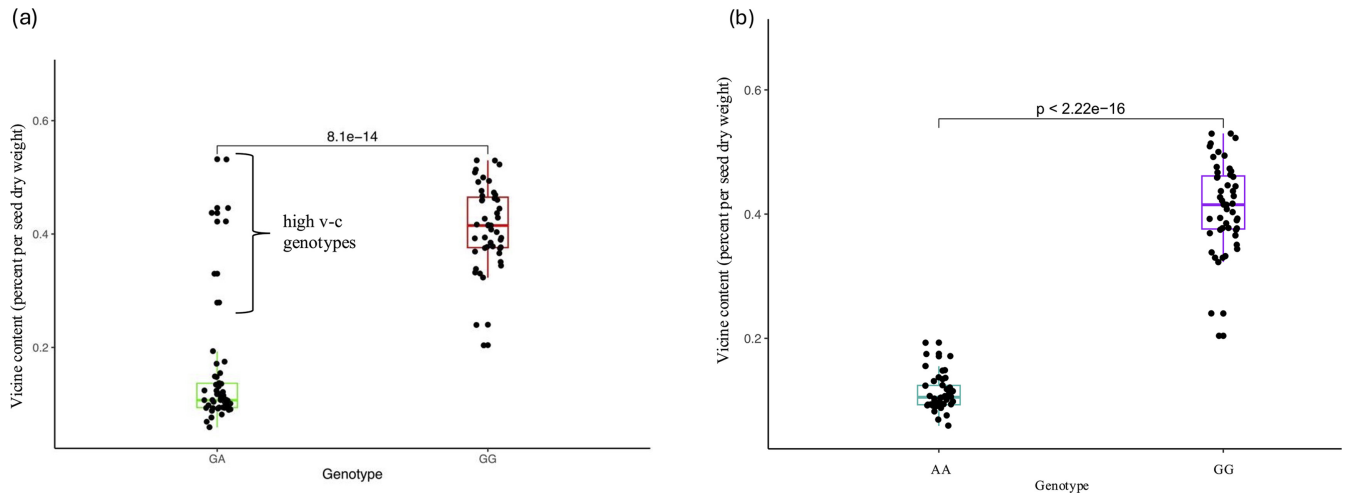 (a)
Vicine content (percent per seed dry weight)
0.6
0.4
0.2
8.1e−14
high v-c
genotypes
GA
GG
Genotype
(b)
Vicine content (percent per seed dry weight)
0.6
0.4
0.2
p < 2.22e−16
AA
GG
Genotype